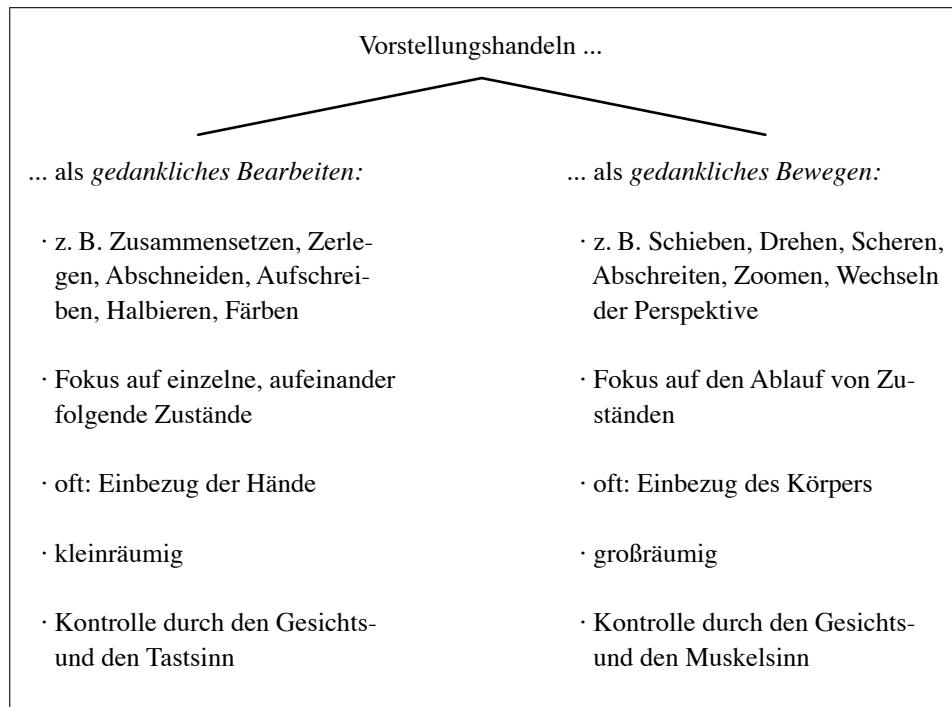 Vorstellungshandeln ...
... als gedankliches Bearbeiten:
· z. B. Zusammensetzen, Zerle-
gen, Abschneiden, Aufschrei-
ben, Halbieren, Färben
· Fokus auf einzelne, aufeinander
folgende Zustände
· oft: Einbezug der Hände
· kleinräumig
· Kontrolle durch den Gesichts-
und den Tastsinn
... als gedankliches Bewegen:
· z. B. Schieben, Drehen, Scheren,
Abschreiten, Zoomen, Wechseln
der Perspektive
· Fokus auf den Ablauf von Zu-
ständen
· oft: Einbezug des Körpers
· großräumig
· Kontrolle durch den Gesichts-
und den Muskelsinn